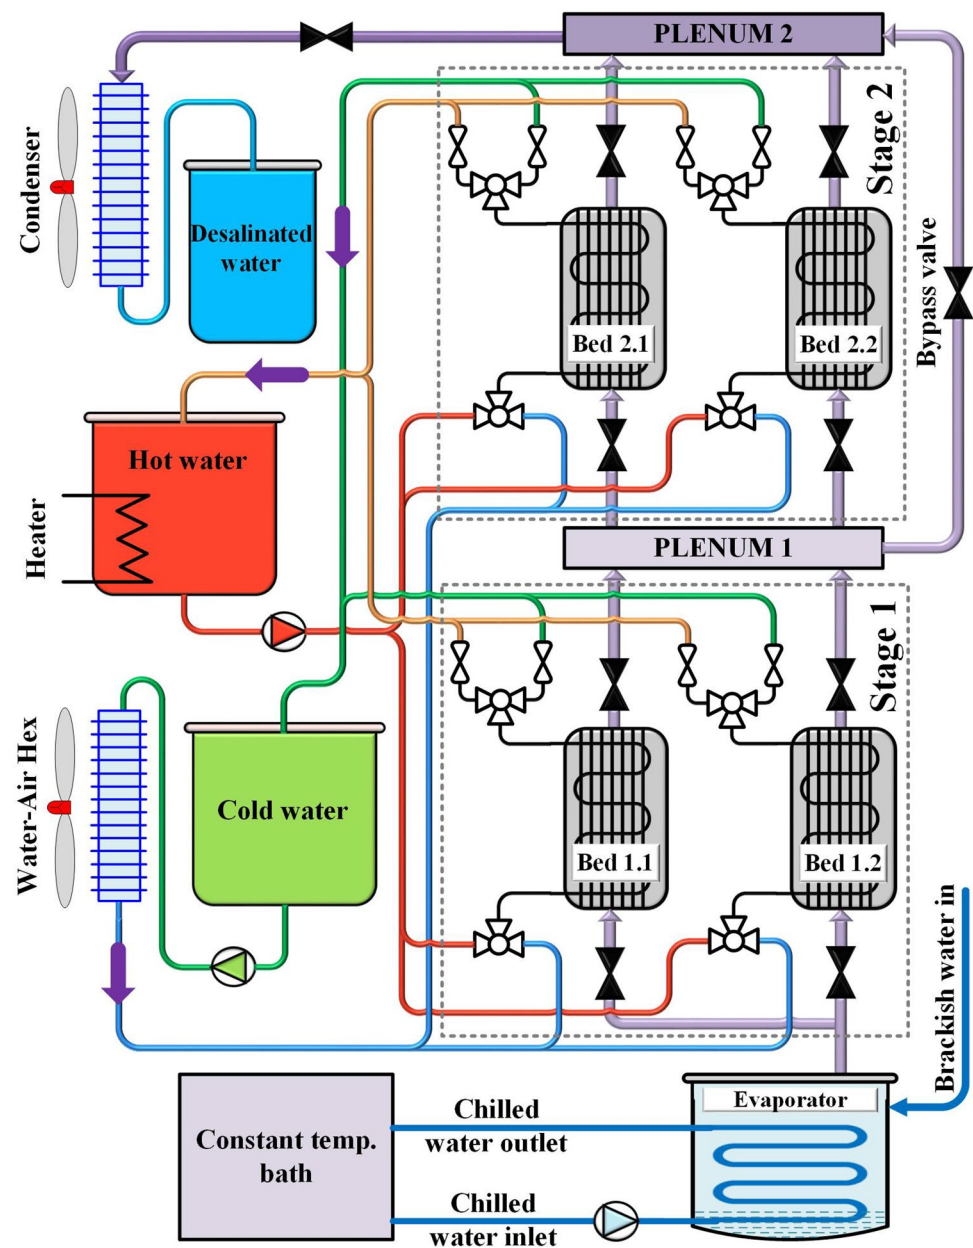 PLENUM 2
Stage 2
Condenser
Desalinated
water
Bypass valve
Bed 2.1
Bed 2.2
Hot water
Heater
PLENUM 1
Stage 1
Water-Air Hex
Cold water
Bed 1.1
Bed 1.2
Brackish water in
Evaporator
Constant temp.
bath
Chilled
water outlet
Chilled
water inlet